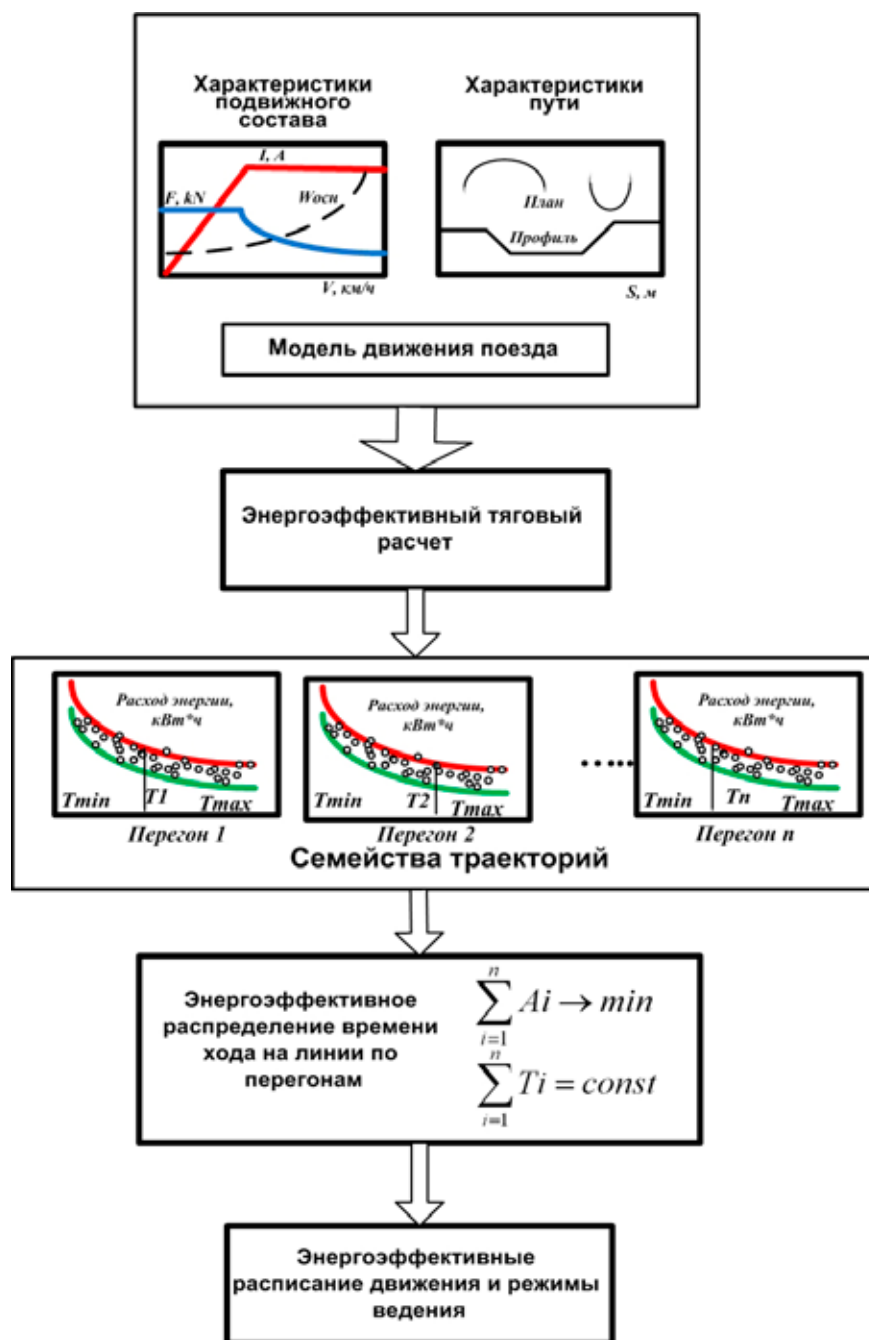 Характеристики
подвижного
состава
Характеристики
пути
I, A
F, kN
Wосн
V, км/ч
План
Профиль
S, м
Модель движения поезда
Энергоэффективный тяговый
расчет
Расход энергии,
кВт*ч
Tmin
T1
Tmax
Перегон 1
Расход энергии,
кВт*ч
Tmin
T2
Tmax
Перегон 2
......
Расход энергии,
кВт*ч
Tmin
Tn
Tmax
Перегон n
Семейства траекторий
Энергоэффективное
распределение времени
хода на линии по
перегонам
n
∑ Ai → min
i=1
n
∑ Ti = const
i=1
Энергоэффективные
расписание движения и режимы
ведения